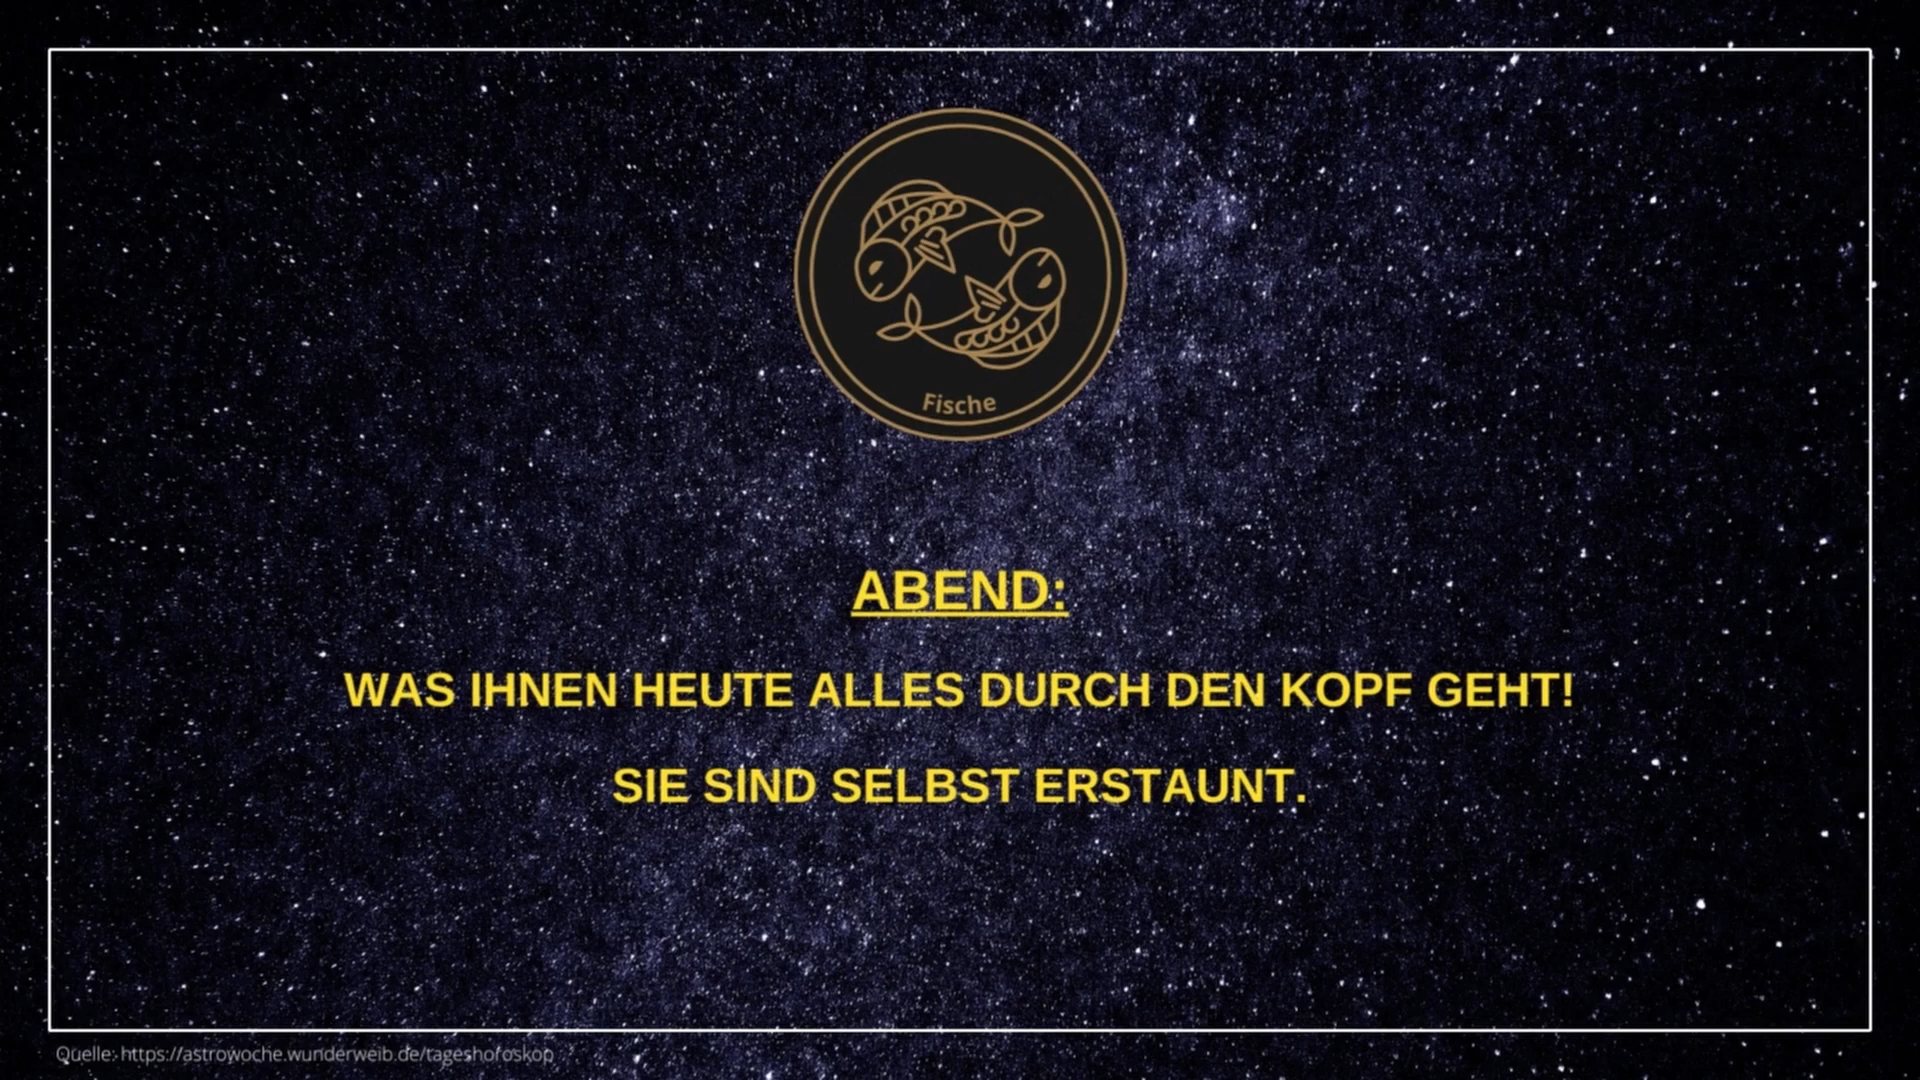 Fische
ABEND:
WAS IHNEN HEUTE ALLES DURCH DEN KOPF GEHT!
SIE SIND SELBST ERSTAUNT.
Quelle: https://astrowoche.wunderweib.de/tageshoroskop